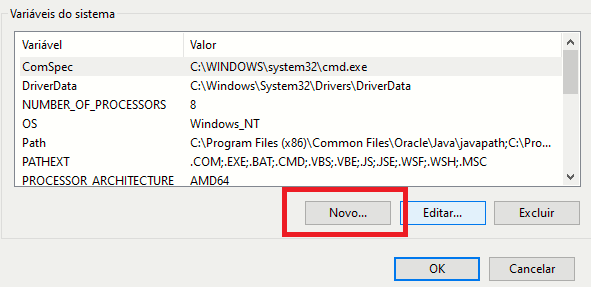 Variáveis do sistema
Variável Valor
ComSpec C:\WINDOWS\system32\cmd.exe
DriverData C:\Windows\System32\Drivers\DriverData
NUMBER_OF_PROCESSORS 8
OS Windows_NT
Path C:\Program Files (x86)\Common Files\Oracle\Java\javapath;C:\Pro...
PATHEXT .COM;.EXE;.BAT;.CMD;.VBS;.VBE;.JS;.JSE;.WSF;.WSH;.MSC
PROCESSOR_ARCHITECTURE AMD64
Novo... Editar... Excluir
OK Cancelar